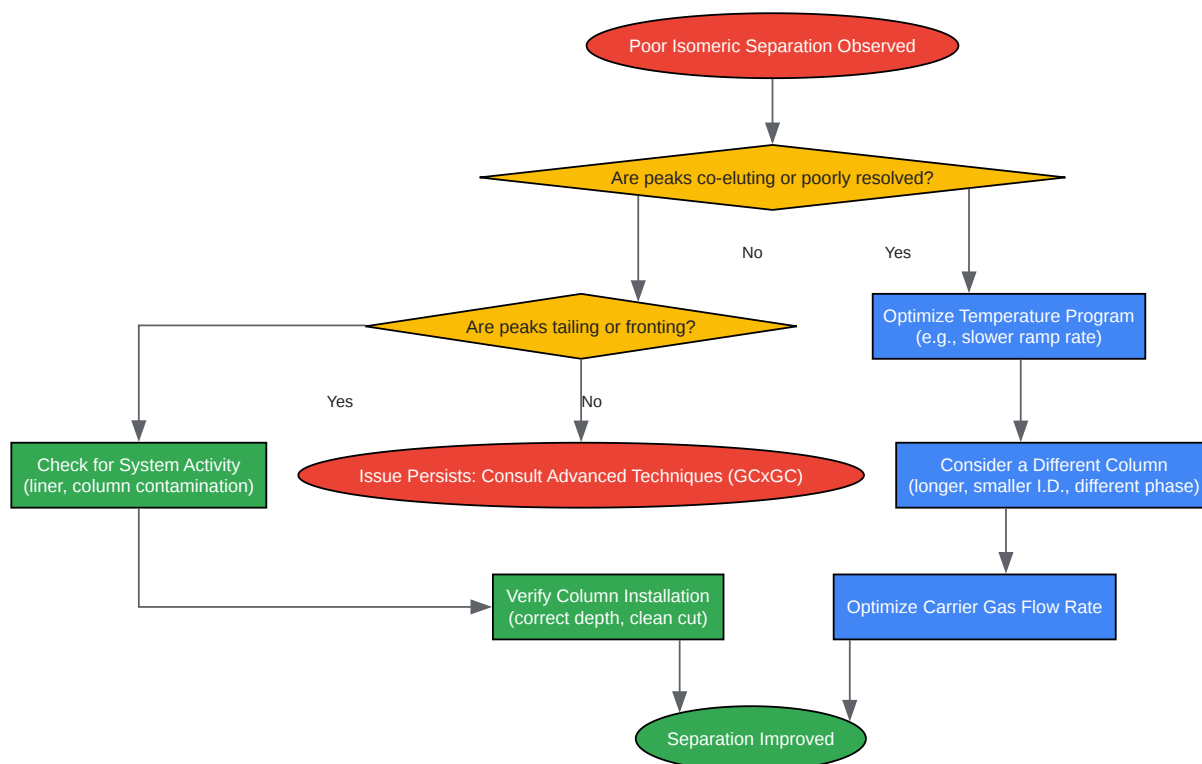 Poor Isomeric Separation Observed
Are peaks co-eluting or poorly resolved?
No
Yes
Are peaks tailing or fronting?
Optimize Temperature Program
(e.g., slower ramp rate)
Yes
No
Check for System Activity
(liner, column contamination)
Issue Persists: Consult Advanced Techniques (GCxGC)
Consider a Different Column
(longer, smaller I.D., different phase)
Verify Column Installation
(correct depth, clean cut)
Optimize Carrier Gas Flow Rate
Separation Improved